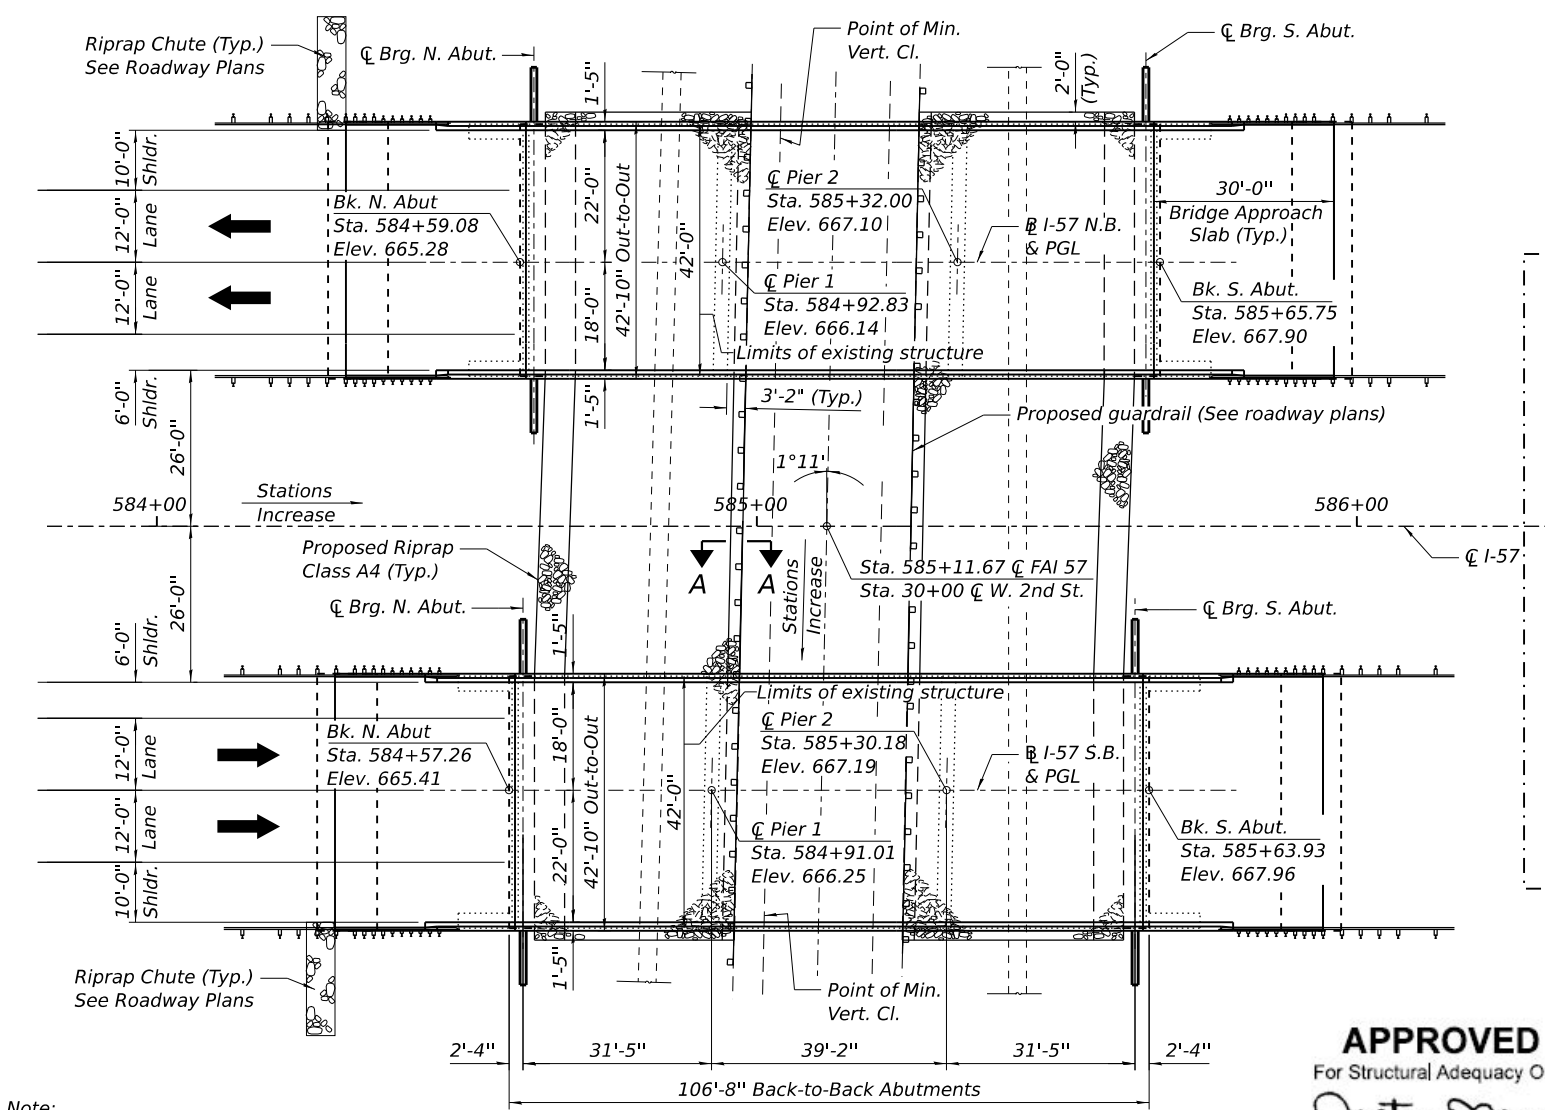 Riprap Chute (Typ.)
See Roadway Plans
℄ Brg. N. Abut.
1'-5"
Point of Min.
Vert. Cl.
2'-0"
(Typ.)
℄ Brg. S. Abut.
10'-0"
Shldr.
12'-0"
Lane
12'-0"
Lane
6'-0"
Shldr.
26'-0"
Bk. N. Abut
Sta. 584+59.08
Elev. 665.28
22'-0"
18'-0"
42'-10" Out-to-Out
42'-0"
1'-5"
℄ Pier 2
Sta. 585+32.00
Elev. 667.10
℄ Pier 1
Sta. 584+92.83
Elev. 666.14
Limits of existing structure
3'-2" (Typ.)
B I-57 N.B.
& PGL
30'-0"
Bridge Approach
Slab (Typ.)
Bk. S. Abut.
Sta. 585+65.75
Elev. 667.90
Proposed guardrail (See roadway plans)
1°11'
584+00
Stations
Increase
585+00
586+00
℄ I-57
Proposed Riprap
Class A4 (Typ.)
A
A
Stations
Increase
Sta. 585+11.67 ℄ FAI 57
Sta. 30+00 ℄ W. 2nd St.
℄ Brg. N. Abut.
℄ Brg. S. Abut.
26'-0"
6'-0"
Shldr.
12'-0"
Lane
12'-0"
Lane
10'-0"
Shldr.
1'-5"
Limits of existing structure
Bk. N. Abut
Sta. 584+57.26
Elev. 665.41
18'-0"
22'-0"
42'-10" Out-to-Out
42'-0"
1'-5"
℄ Pier 2
Sta. 585+30.18
Elev. 667.19
℄ Pier 1
Sta. 584+91.01
Elev. 666.25
B I-57 S.B.
& PGL
Bk. S. Abut.
Sta. 585+63.93
Elev. 667.96
Riprap Chute (Typ.)
See Roadway Plans
Point of Min.
Vert. Cl.
2'-4"
31'-5"
39'-2"
31'-5"
2'-4"
106'-8" Back-to-Back Abutments
APPROVED
For Structural Adequacy O
Note: